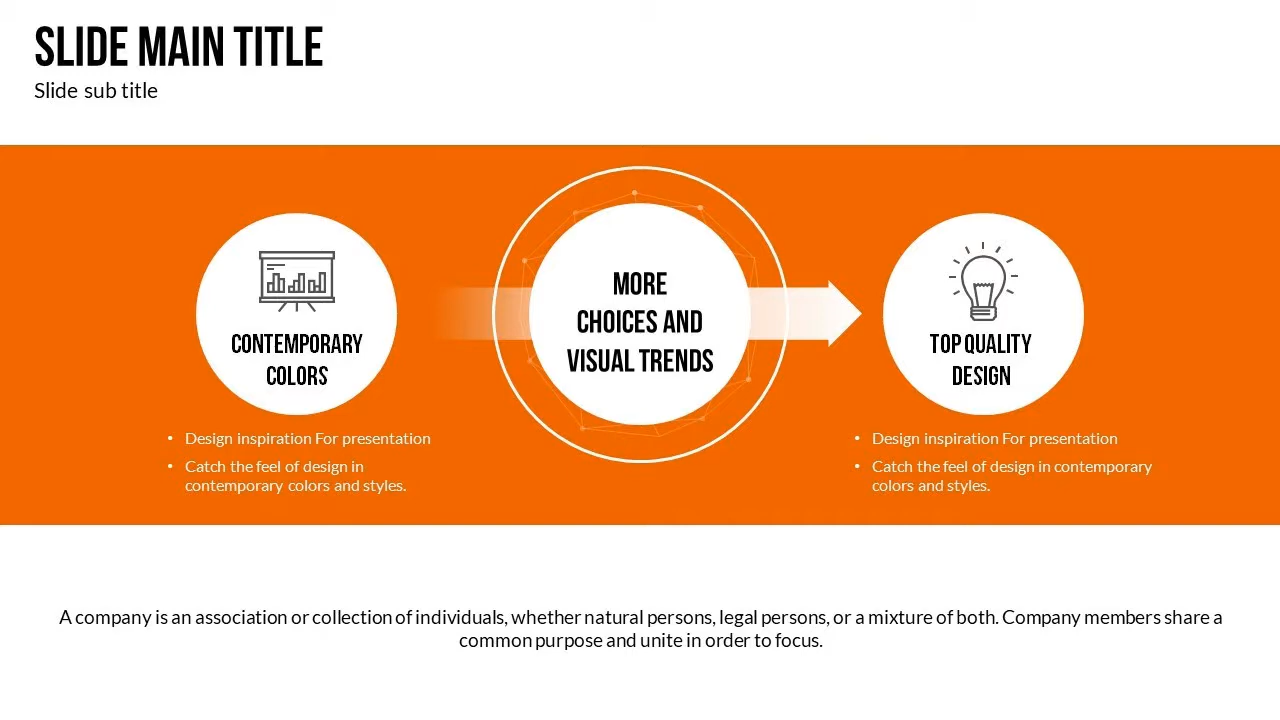 SLIDE MAIN TITLE
Slide sub title
CONTEMPORARY
COLORS
• Design inspiration For presentation
• Catch the feel of design in
contemporary colors and styles.
MORE
CHOICES AND
VISUAL TRENDS
TOP QUALITY
DESIGN
• Design inspiration For presentation
• Catch the feel of design in contemporary
colors and styles.
A company is an association or collection of individuals, whether natural persons, legal persons, or a mixture of both. Company members share a
common purpose and unite in order to focus.